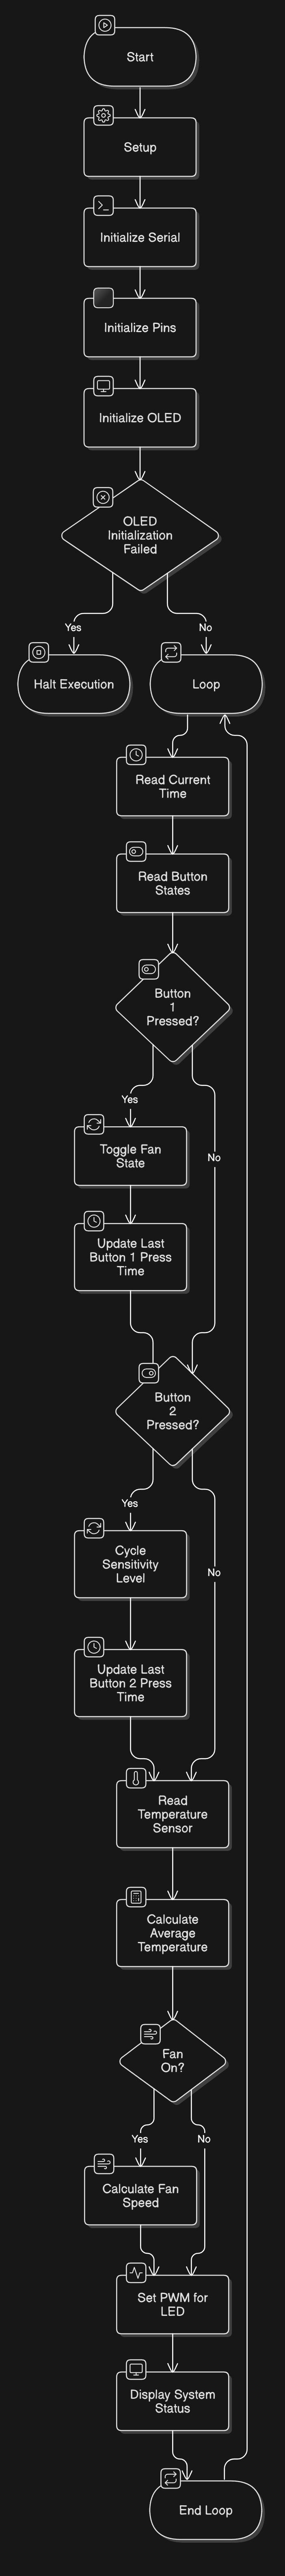 Start
Setup
Initialize Serial
Initialize Pins
Initialize OLED
OLED
Initialization
Failed
Yes
No
Halt Execution
Loop
Read Current
Time
Read Button
States
Button
1
Pressed?
Yes
Toggle Fan
State
No
Update Last
Button 1 Press
Time
Button
2
Pressed?
Yes
Cycle
Sensitivity
Level
No
Update Last
Button 2 Press
Time
Read
Temperature
Sensor
Calculate
Average
Temperature
Fan
On?
Yes
No
Calculate Fan
Speed
Set PWM for
LED
Display System
Status
End Loop